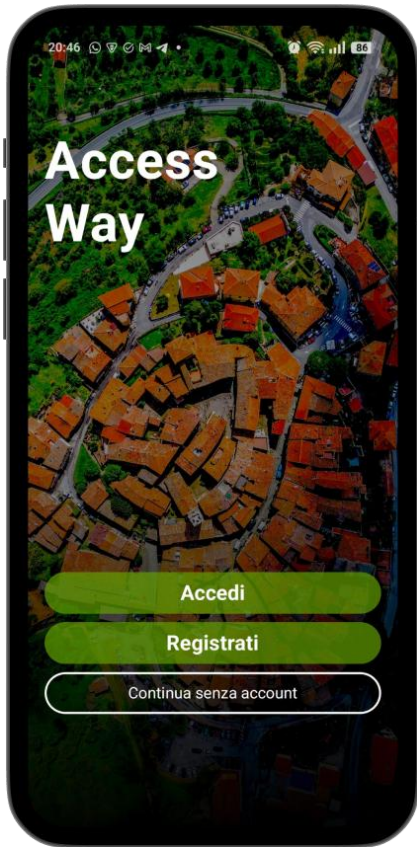 20:46
86
Access
Way
Accedi
Registrati
Continua senza account